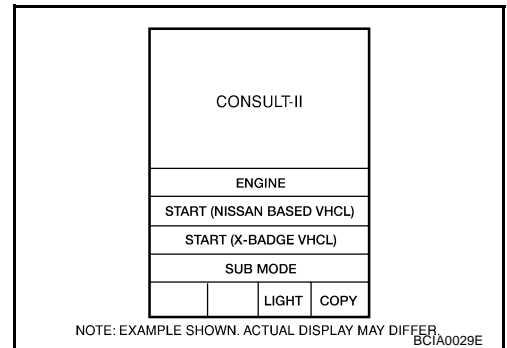 CONSULT-II
ENGINE
START (NISSAN BASED VHCL)
START (X-BADGE VHCL)
SUB MODE
LIGHT COPY
NOTE: EXAMPLE SHOWN. ACTUAL DISPLAY MAY DIFFER.
BCIA0029E